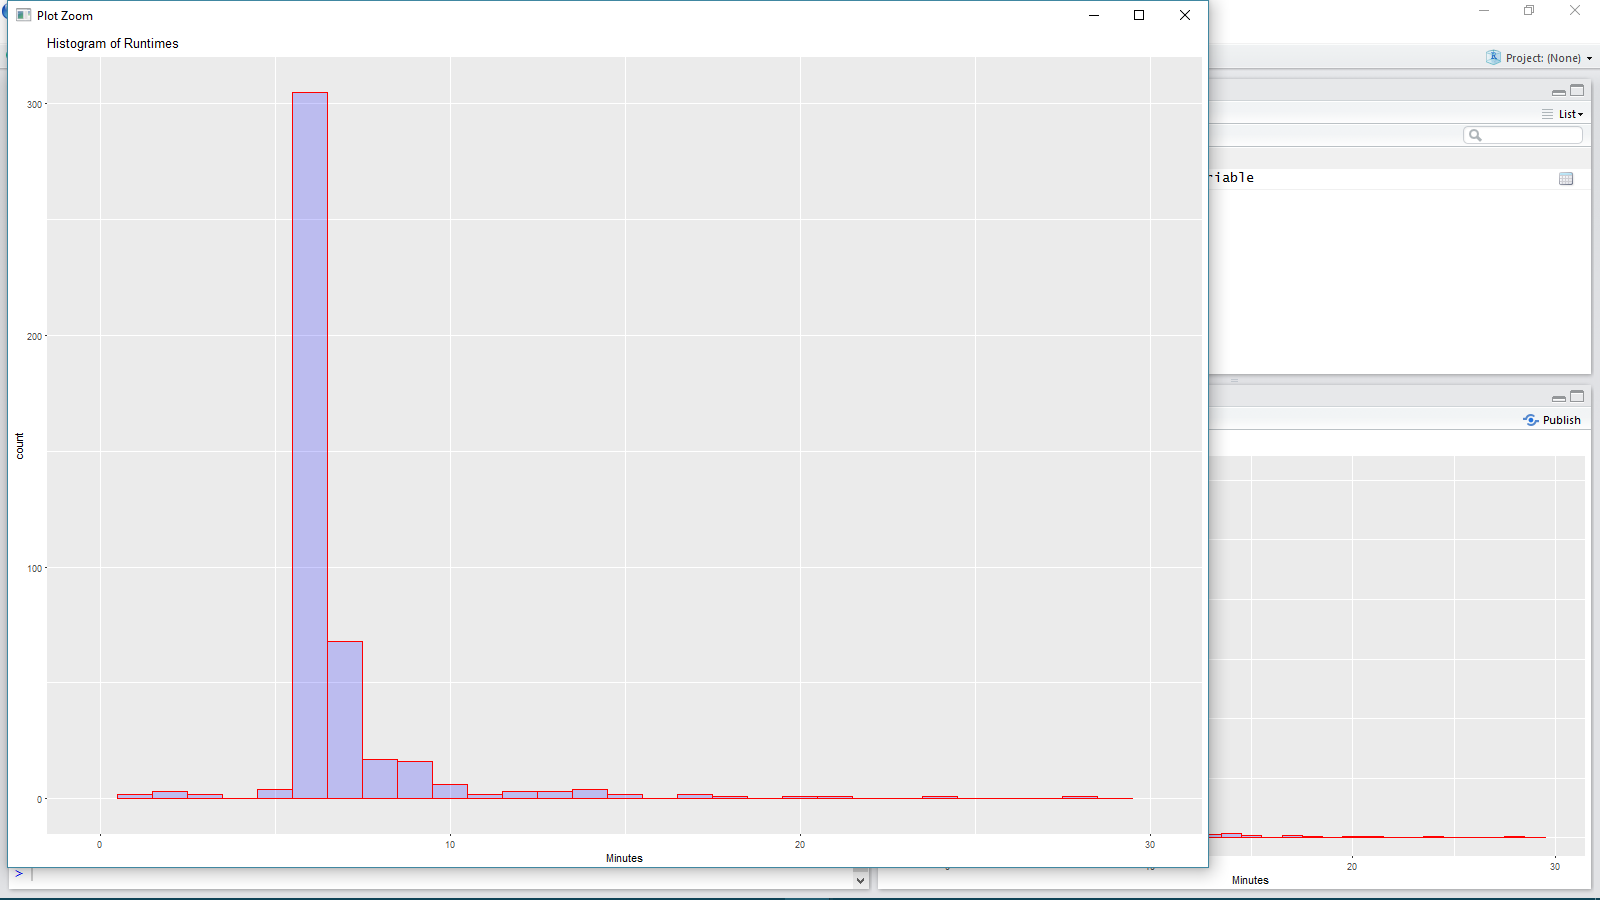 Plot Zoom
Histogram of Runtimes
300
200
100
0
count
0 10 20 30
Minutes
>
Project: (None)
List
riable
Publish
20 30
Minutes